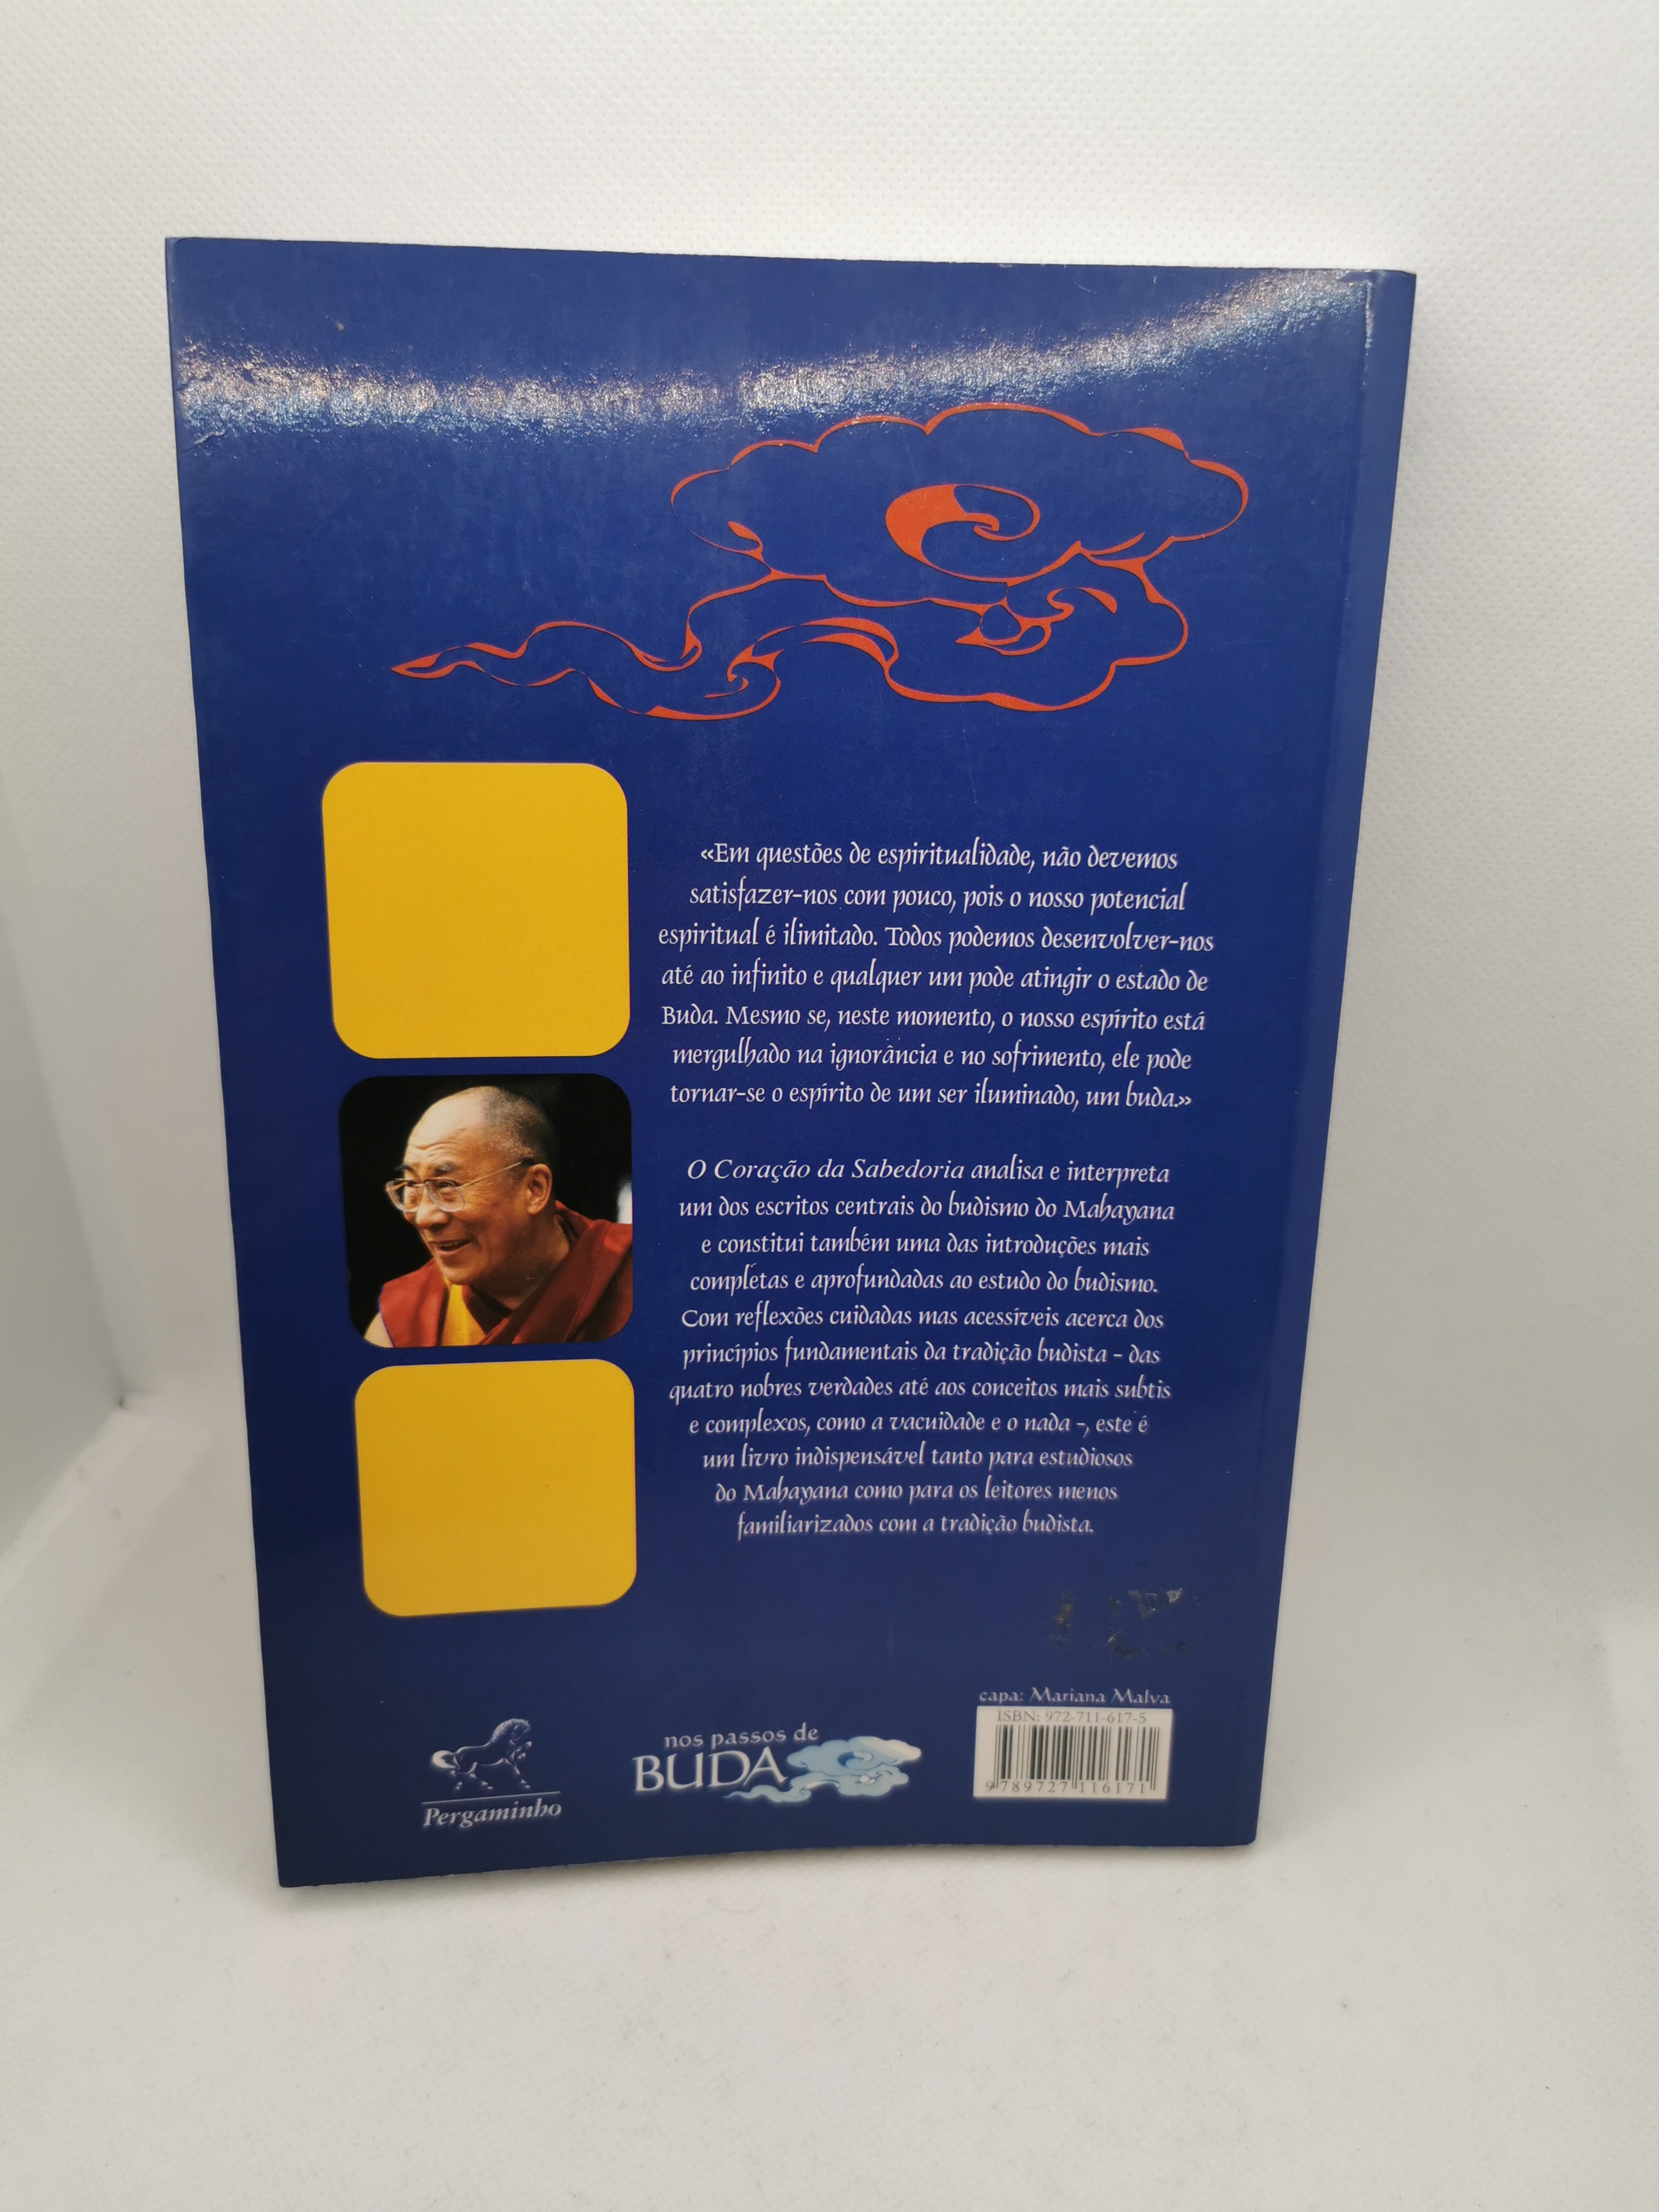 «Em questões de espiritualidade, não devemos
satisfazer-nos com pouco, pois o nosso potencial
espiritual é ilimitado. Todos podemos desenvolver-nos
até ao infinito e qualquer um pode atingir o estado de
Buda. Mesmo se, neste momento, o nosso espírito está
mergulhado na ignorância e no sofrimento, ele pode
tornar-se o espírito de um ser iluminado, um buda.»
O Coração da Sabedoria analisa e interpreta
um dos escritos centrais do budismo do Mahayana
e constitui também uma das introduções mais
completas e aprofundadas ao estudo do budismo.
Com reflexões cuidadas mas acessíveis acerca dos
princípios fundamentais da tradição budista – das
quatro nobres verdades até aos conceitos mais subtis
e complexos, como a vacuidade e o nada –, este é
um livro indispensável tanto para estudiosos
do Mahayana como para os leitores menos
familiarizados com a tradição budista.
capa: Mariana Malva
ISBN: 972-711-617-5
9 789727 116171
nos passos de
BUDA
Pergaminho